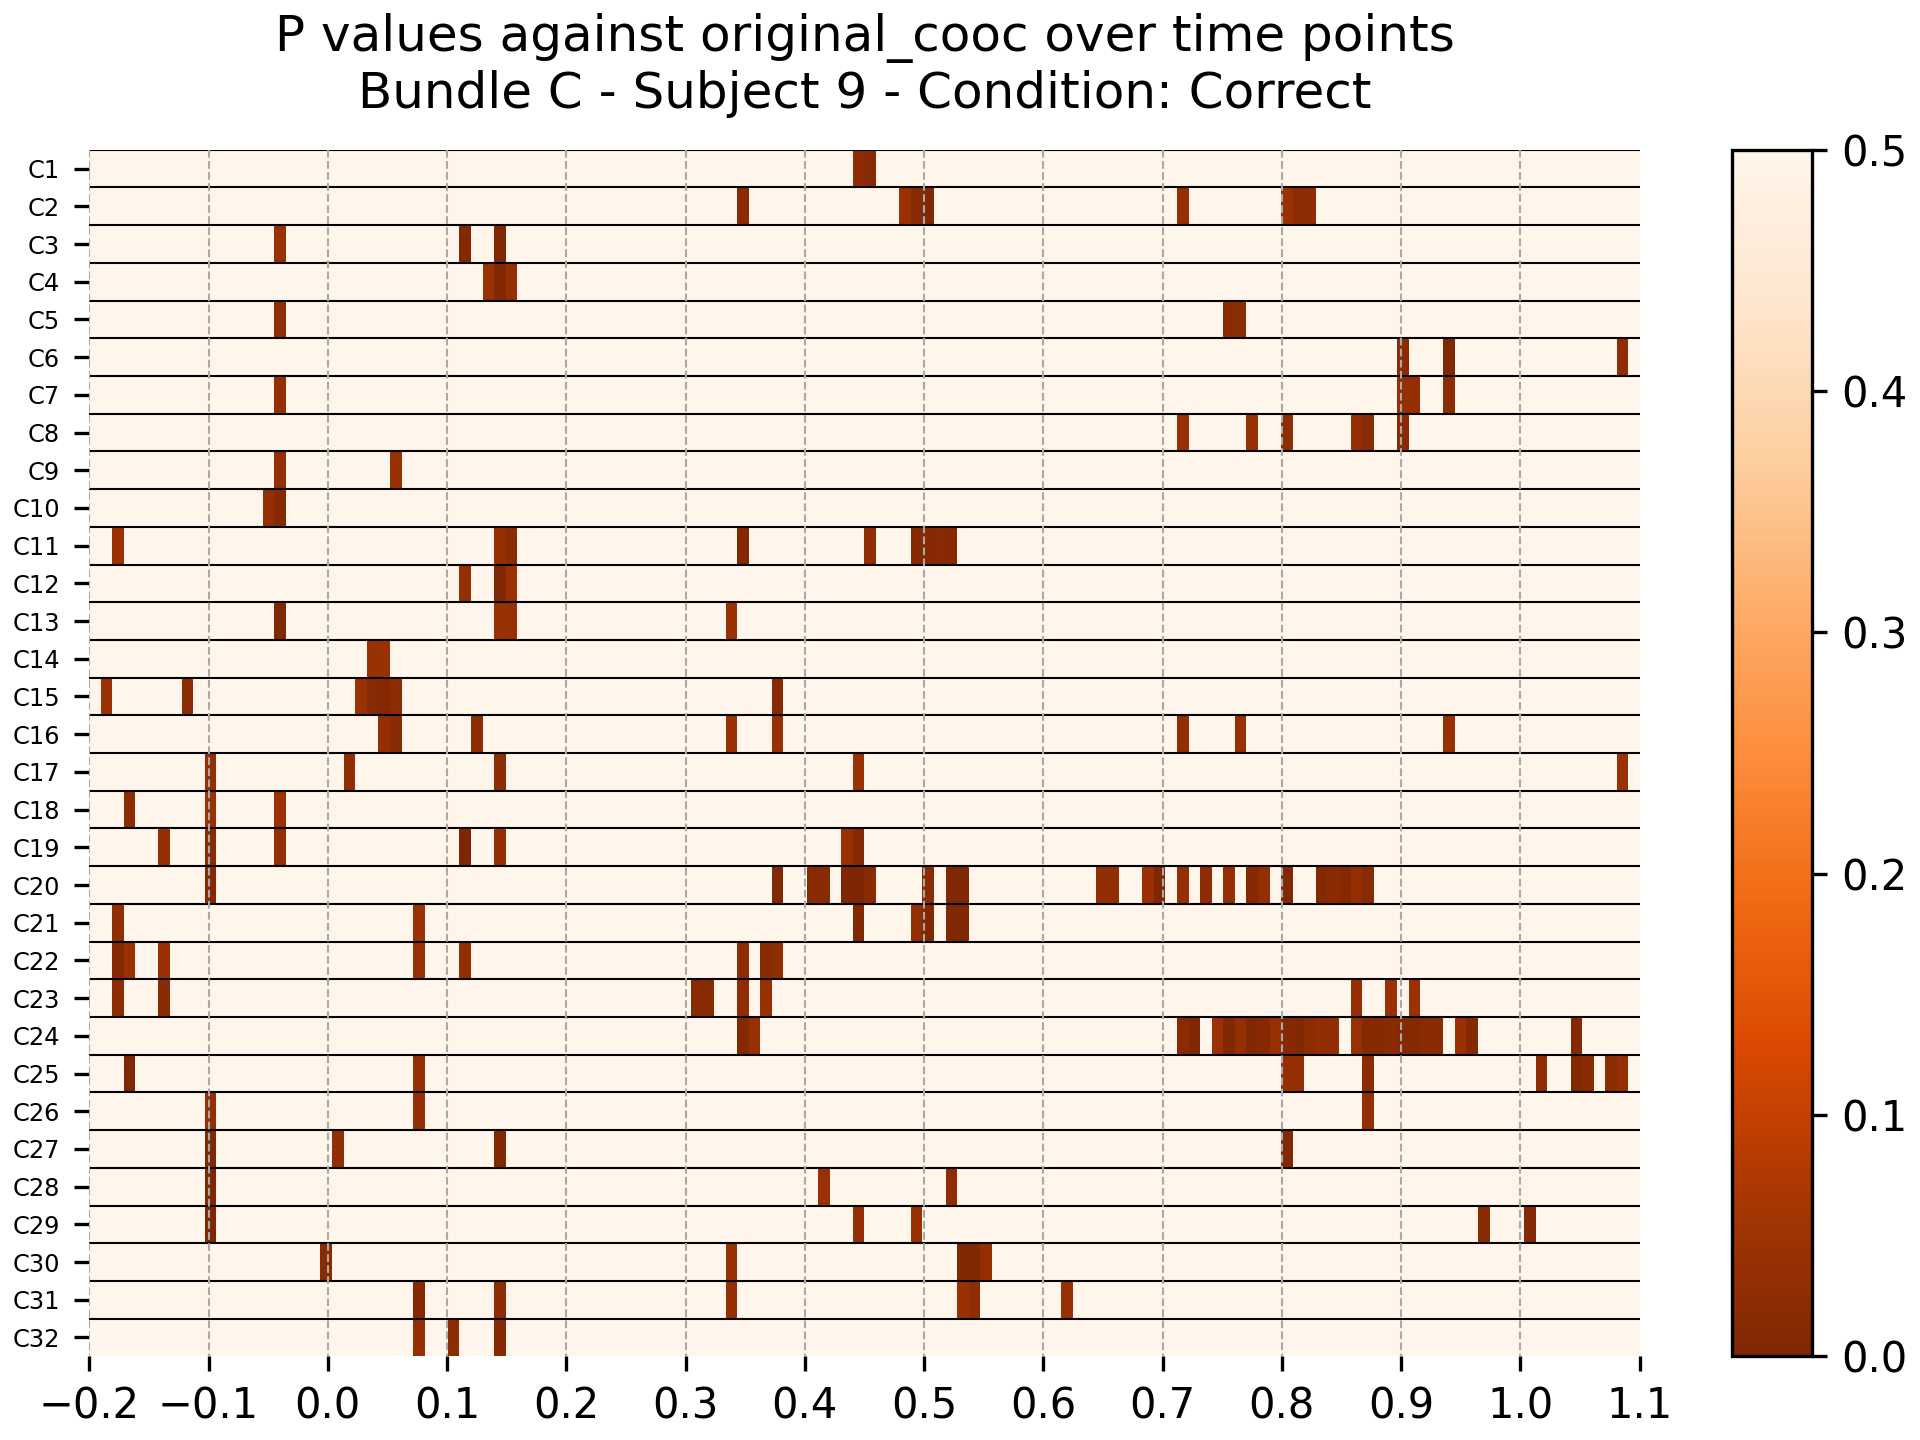 P values against original_cooc over time points
Bundle C - Subject 9 - Condition: Correct
C1
C2
C3
C4
C5
C6
C7
C8
C9
C10
C11
C12
C13
C14
C15
C16
C17
C18
C19
C20
C21
C22
C23
C24
C25
C26
C27
C28
C29
C30
C31
C32
−0.2 −0.1 0.0 0.1 0.2 0.3 0.4 0.5 0.6 0.7 0.8 0.9 1.0 1.1
0.5
0.4
0.3
0.2
0.1
0.0